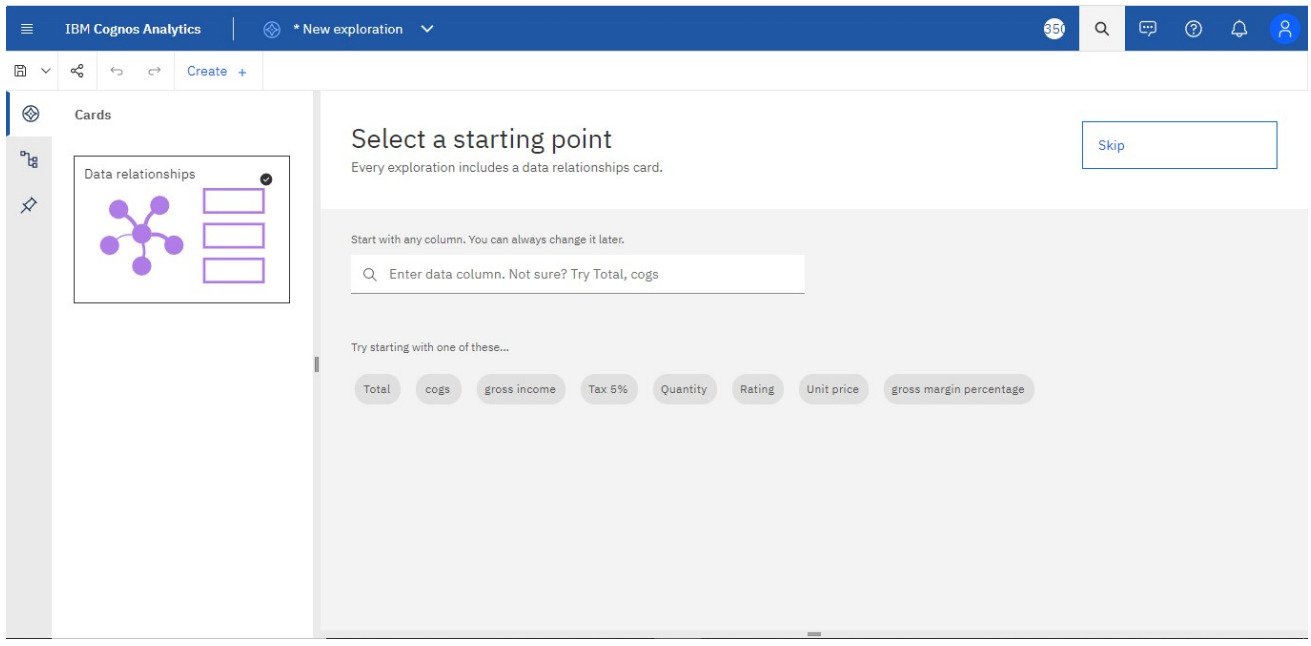 IBM Cognos Analytics
* New exploration
Create +
Cards
Data relationships
Select a starting point
Every exploration includes a data relationships card.
Skip
Start with any column. You can always change it later.
Enter data column. Not sure? Try Total, cogs
Try starting with one of these...
Total cogs gross income Tax 5% Quantity Rating Unit price gross margin percentage